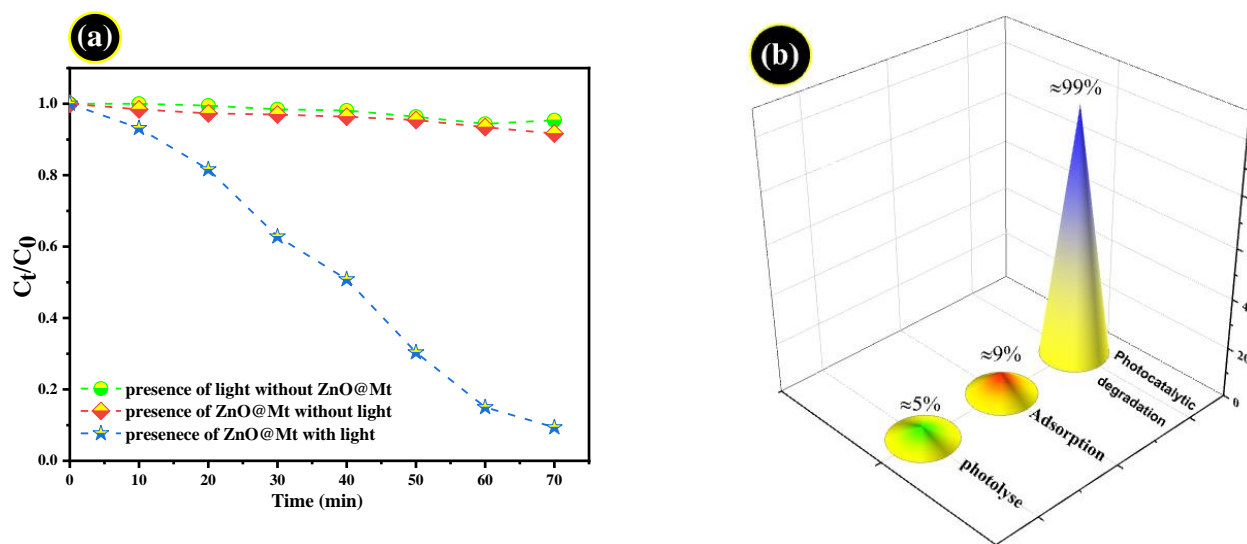 (a)
C_t/C_0
1.0
0.8
0.6
0.4
0.2
0.0
presence of light without ZnO@Mt
presence of ZnO@Mt without light
presenece of ZnO@Mt with light
0 10 20 30 40 50 60 70
Time (min)
(b)
≈99%
≈9%
≈5%
Photocatalytic
degradation
Adsorption
photolyse
0
20